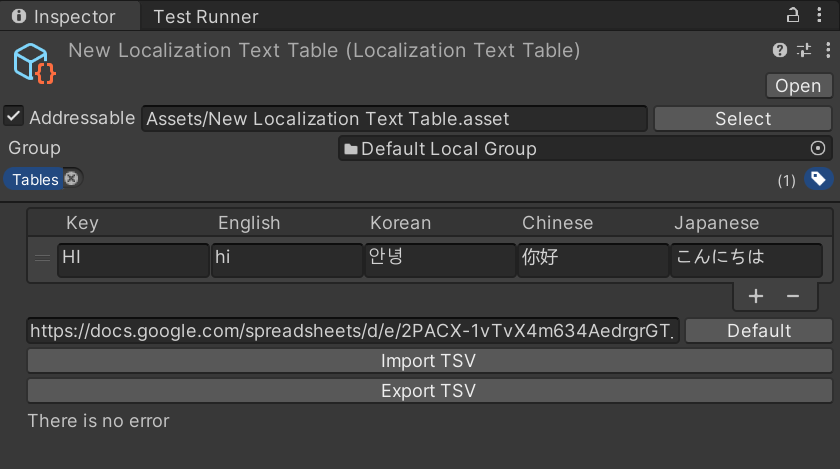 Inspector Test Runner
New Localization Text Table (Localization Text Table)
Open
Addressable Assets/New Localization Text Table.asset Select
Group Default Local Group
Tables (1)
Key English Korean Chinese Japanese
HI hi 안녕 你好 こんにちは
https://docs.google.com/spreadsheets/d/e/2PACX-1vTvX4m634AedrgrGT_ Default
Import TSV
Export TSV
There is no error